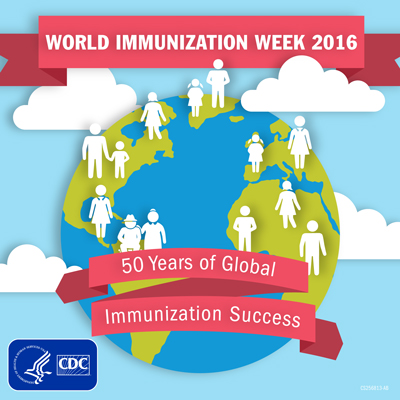 WORLD IMMUNIZATION WEEK 2016
50 Years of Global
Immunization Success
CDC